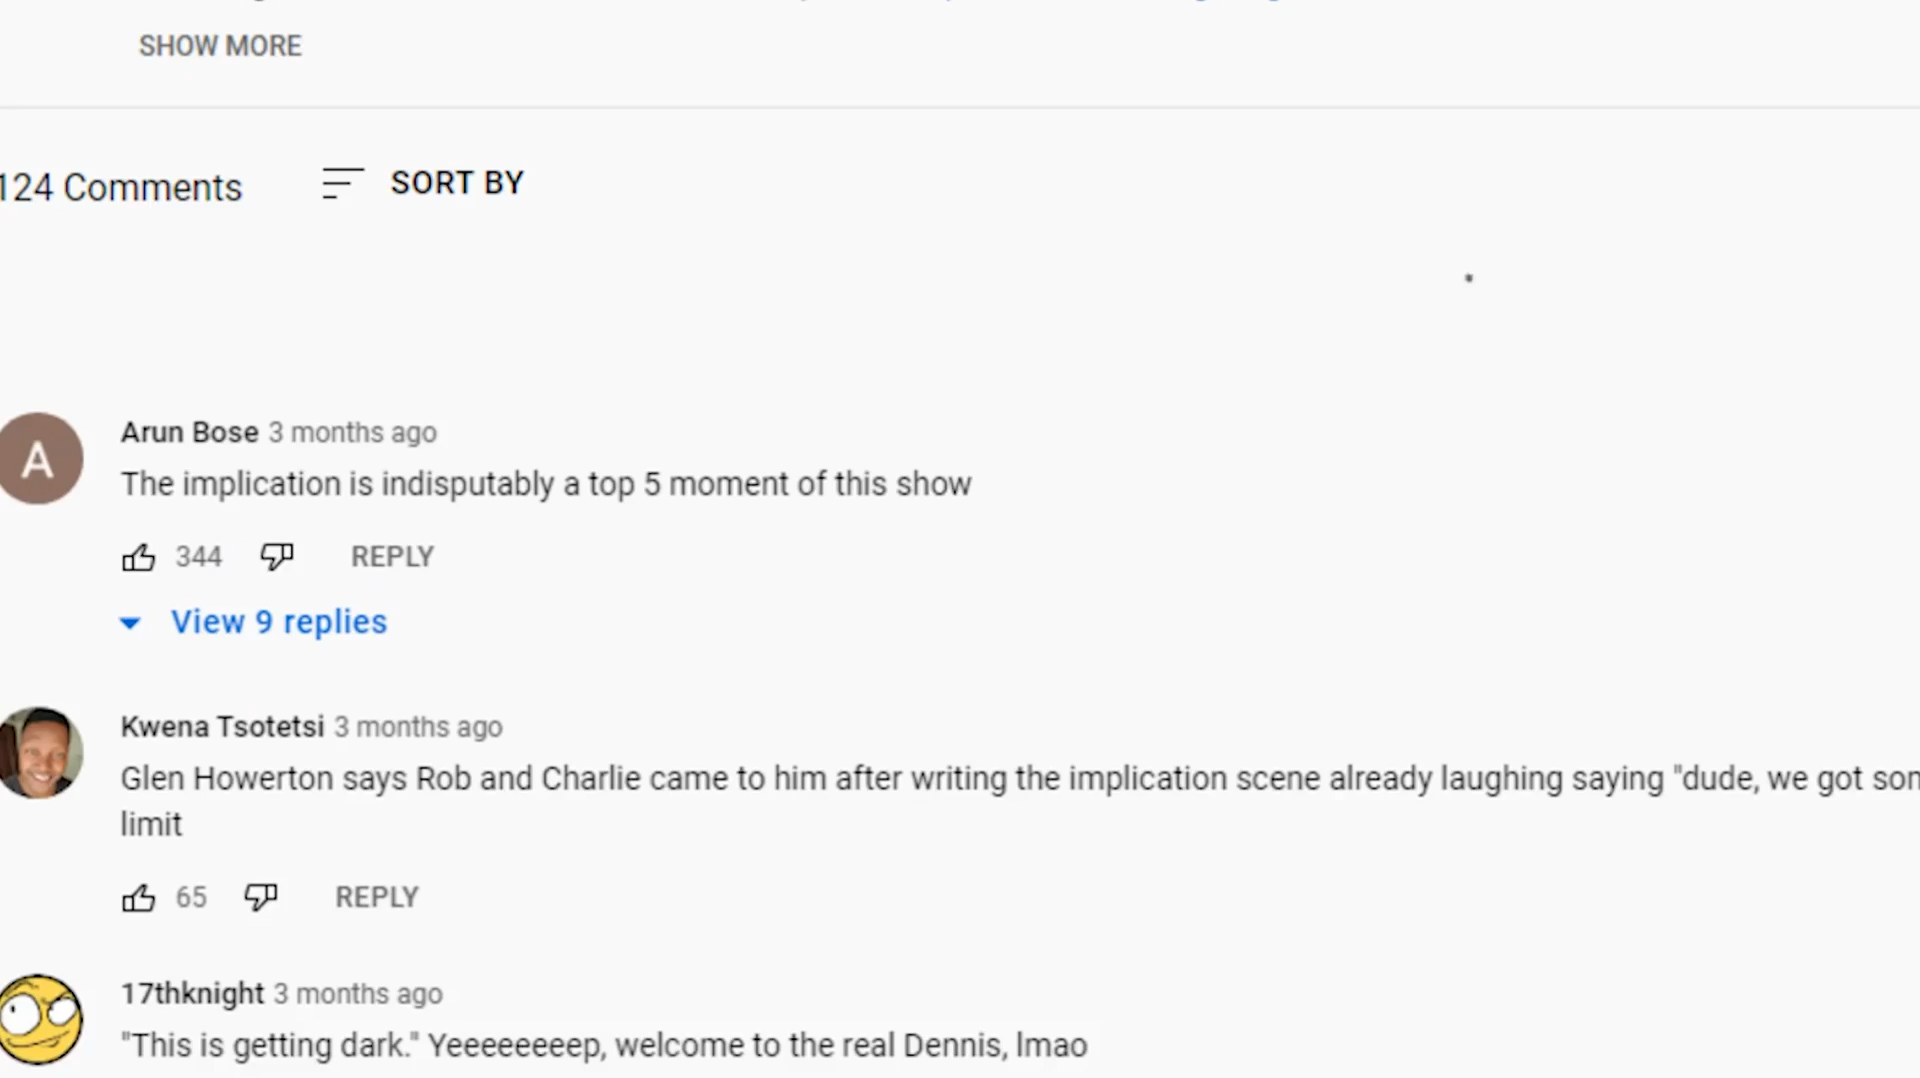 SHOW MORE
124 Comments
SORT BY
A
Arun Bose 3 months ago
The implication is indisputably a top 5 moment of this show
344
REPLY
View 9 replies
Kwena Tsotetsi 3 months ago
Glen Howerton says Rob and Charlie came to him after writing the implication scene already laughing saying "dude, we got
limit
65
REPLY
17thknight 3 months ago
"This is getting dark." Yeeeeeeeep, welcome to the real Dennis, lmao